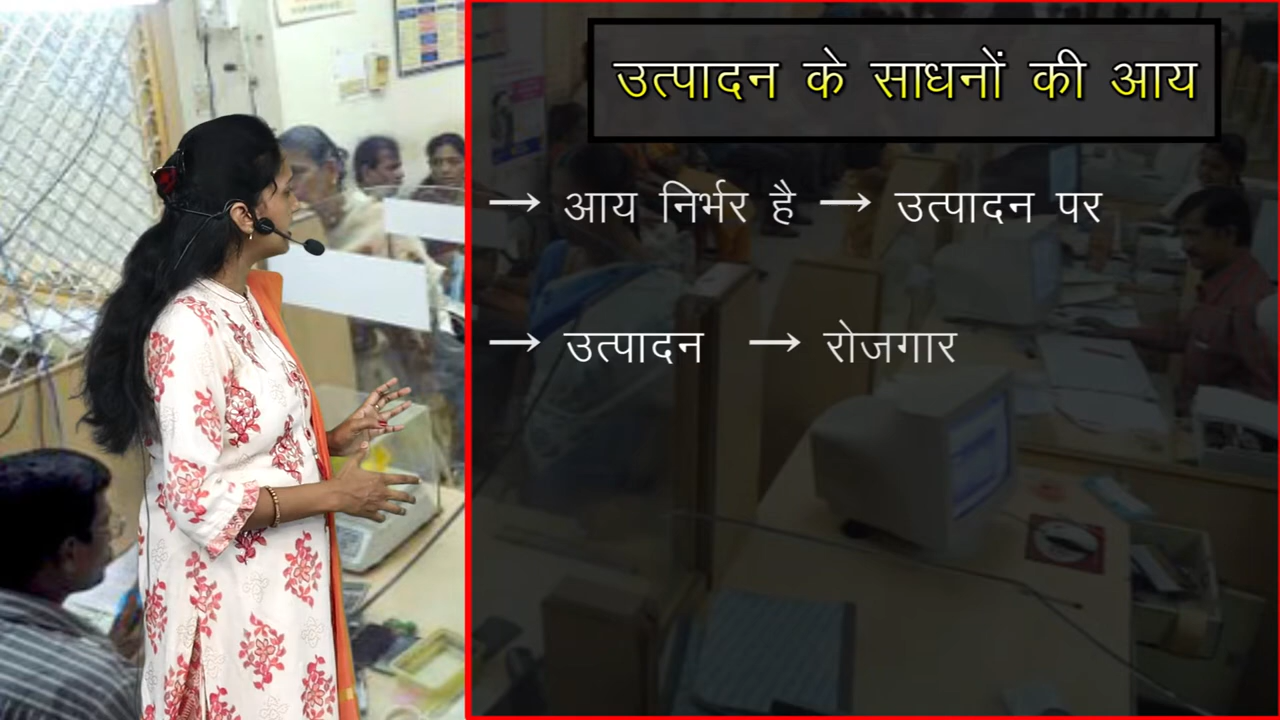 उत्पादन के साधनों की आय
→ आय निर्भर है → उत्पादन पर
→ उत्पादन → रोजगार